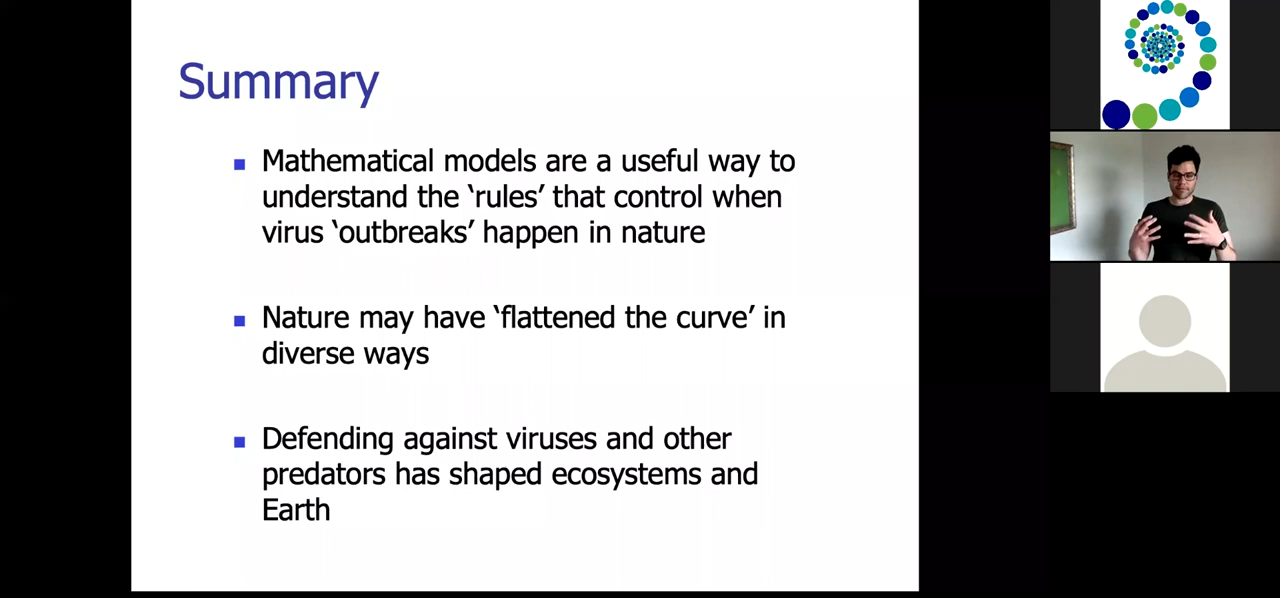 Summary
Mathematical models are a useful way to
understand the ‘rules’ that control when
virus ‘outbreaks’ happen in nature
Nature may have ‘flattened the curve’ in
diverse ways
Defending against viruses and other
predators has shaped ecosystems and
Earth